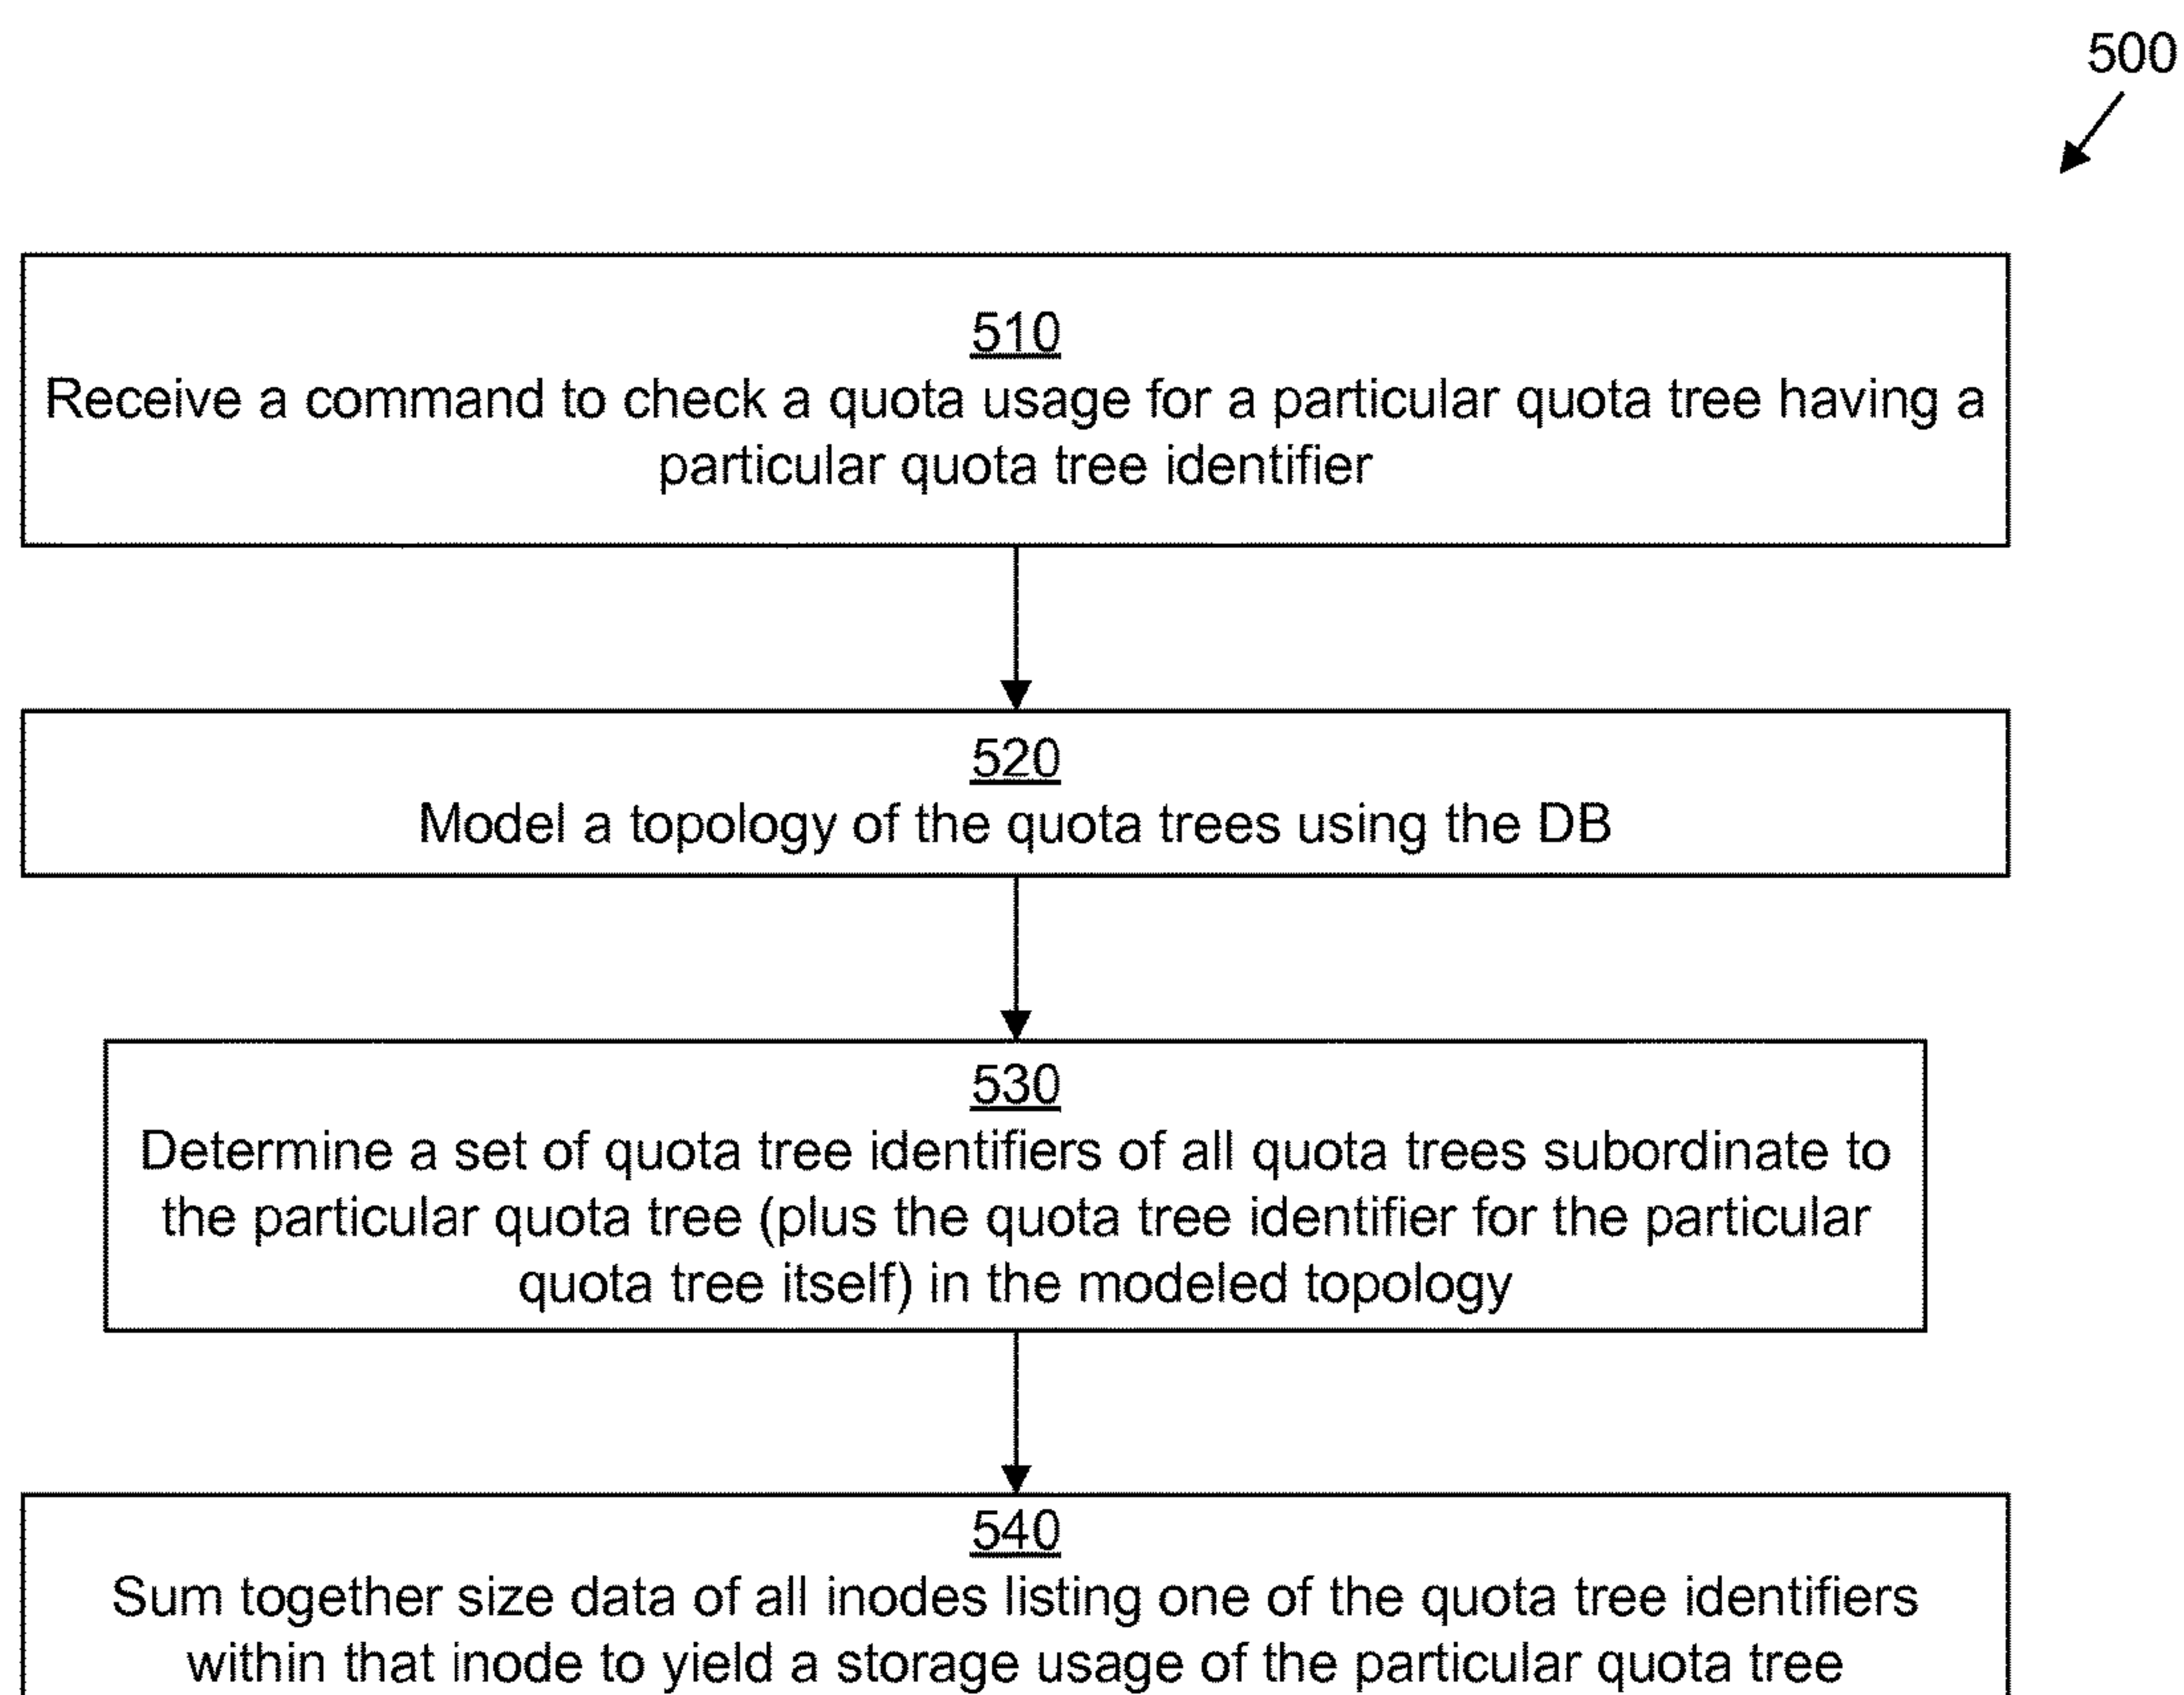 500
510
Receive a command to check a quota usage for a particular quota tree having a
particular quota tree identifier
520
Model a topology of the quota trees using the DB
530
Determine a set of quota tree identifiers of all quota trees subordinate to
the particular quota tree (plus the quota tree identifier for the particular
quota tree itself) in the modeled topology
540
Sum together size data of all inodes listing one of the quota tree identifiers
within that inode to yield a storage usage of the particular quota tree